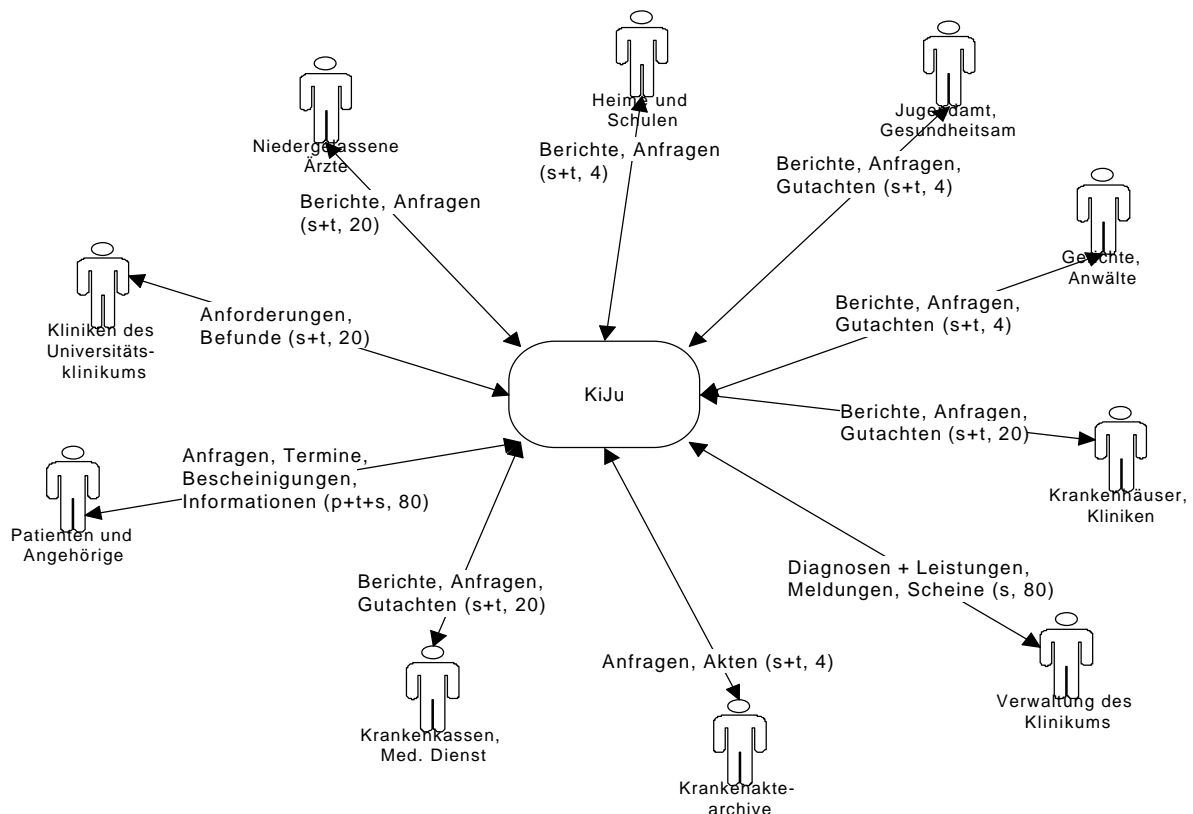 Heime und
Schulen
Jugendamt,
Gesundheitsam
Niedergelassene
Ärzte
Berichte, Anfragen
(s+t, 4)
Berichte, Anfragen,
Gutachten (s+t, 4)
Berichte, Anfragen
(s+t, 20)
Gerichte,
Anwälte
Kliniken des
Universitäts-
klinikums
Anforderungen,
Befunde (s+t, 20)
Berichte, Anfragen,
Gutachten (s+t, 4)
KiJu
Berichte, Anfragen,
Gutachten (s+t, 20)
Krankenhäuser,
Kliniken
Anfragen, Termine,
Bescheinigungen,
Informationen (p+t+s, 80)
Patienten und
Angehörige
Berichte, Anfragen,
Gutachten (s+t, 20)
Diagnosen + Leistungen,
Meldungen, Scheine (s, 80)
Anfragen, Akten (s+t, 4)
Verwaltung des
Klinikums
Krankenkassen,
Med. Dienst
Krankenakte-
archive